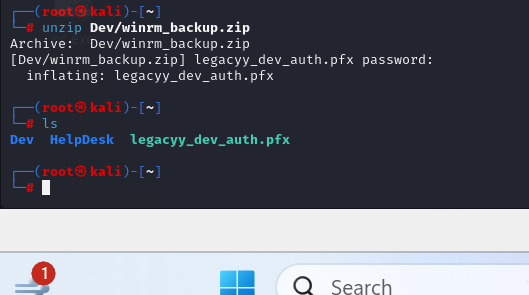 ┌──(root㉿kali)-[~]
└─# unzip Dev/winrm_backup.zip
Archive:  Dev/winrm_backup.zip
[Dev/winrm_backup.zip] legacyy_dev_auth.pfx password:
  inflating: legacyy_dev_auth.pfx
┌──(root㉿kali)-[~]
└─# ls
Dev  HelpDesk  legacyy_dev_auth.pfx
┌──(root㉿kali)-[~]
└─#
1
Search